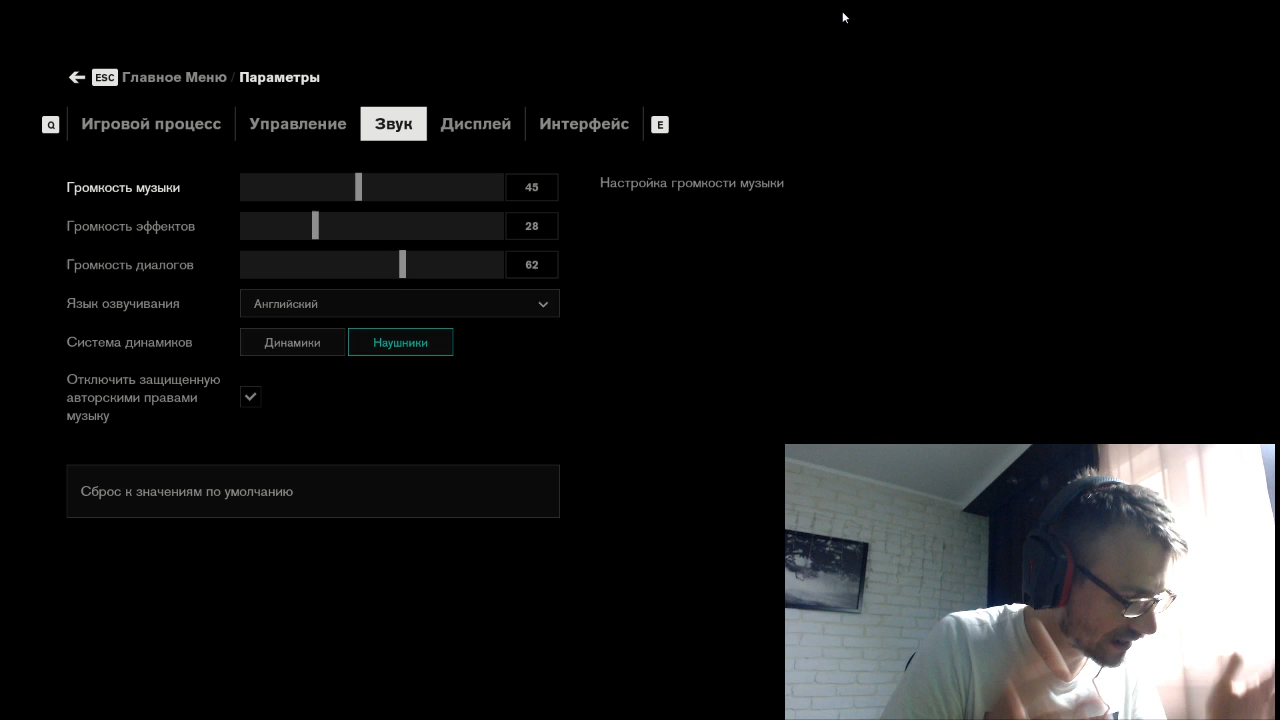 ESC Главное Меню / Параметры
Q Игровой процесс Управление Звук Дисплей Интерфейс E
Громкость музыки 45 Настройка громкости музыки
Громкость эффектов 28
Громкость диалогов 62
Язык озвучивания Английский
Система динамиков Динамики Наушники
Отключить защищенную
авторскими правами
музыку
Сброс к значениям по умолчанию